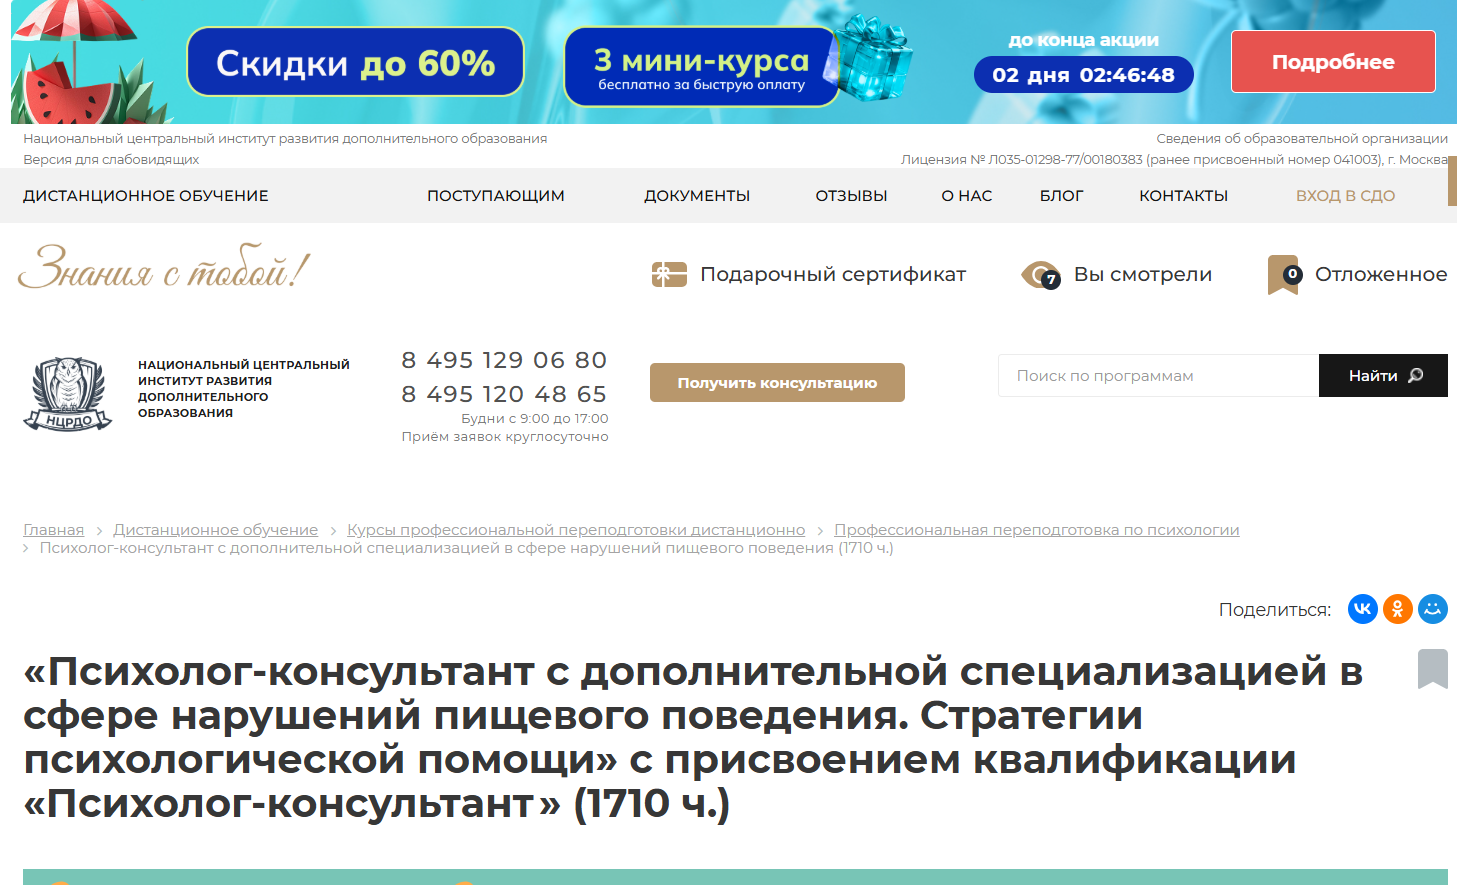 Скидки до 60%
3 мини-курса
бесплатно за быструю оплату
до конца акции
02 дня 02:46:48
Подробнее
Национальный центральный институт развития дополнительного образования
Сведения об образовательной организации
Версия для слабовидящих
Лицензия № Л035-01298-77/00180383 (ранее присвоенный номер 041003), г. Москва
ДИСТАНЦИОННОЕ ОБУЧЕНИЕ ПОСТУПАЮЩИМ ДОКУМЕНТЫ ОТЗЫВЫ О НАС БЛОГ КОНТАКТЫ ВХОД В СДО
Знания с тобой!
Подарочный сертификат
7 Вы смотрели
0 Отложенное
НЦРДО
НАЦИОНАЛЬНЫЙ ЦЕНТРАЛЬНЫЙ
ИНСТИТУТ РАЗВИТИЯ
ДОПОЛНИТЕЛЬНОГО
ОБРАЗОВАНИЯ
8 495 129 06 80
8 495 120 48 65
Будни с 9:00 до 17:00
Приём заявок круглосуточно
Получить консультацию
Поиск по программам
Найти
Главная > Дистанционное обучение > Курсы профессиональной переподготовки дистанционно > Профессиональная переподготовка по психологии
> Психолог-консультант с дополнительной специализацией в сфере нарушений пищевого поведения (1710 ч.)
Поделиться:
«Психолог-консультант с дополнительной специализацией в
сфере нарушений пищевого поведения. Стратегии
психологической помощи» с присвоением квалификации
«Психолог-консультант» (1710 ч.)